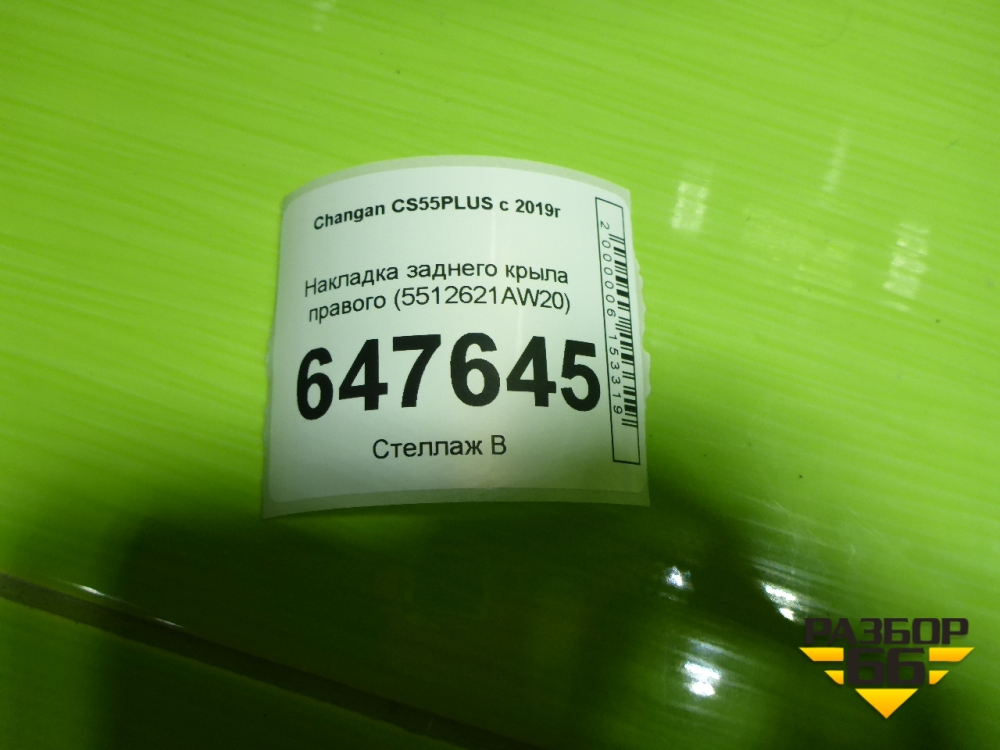 Changan CS55PLUS с 2019г
Накладка заднего крыла
правого (5512621AW20)
647645
Стеллаж В
2000006153319
РАЗБОР
66